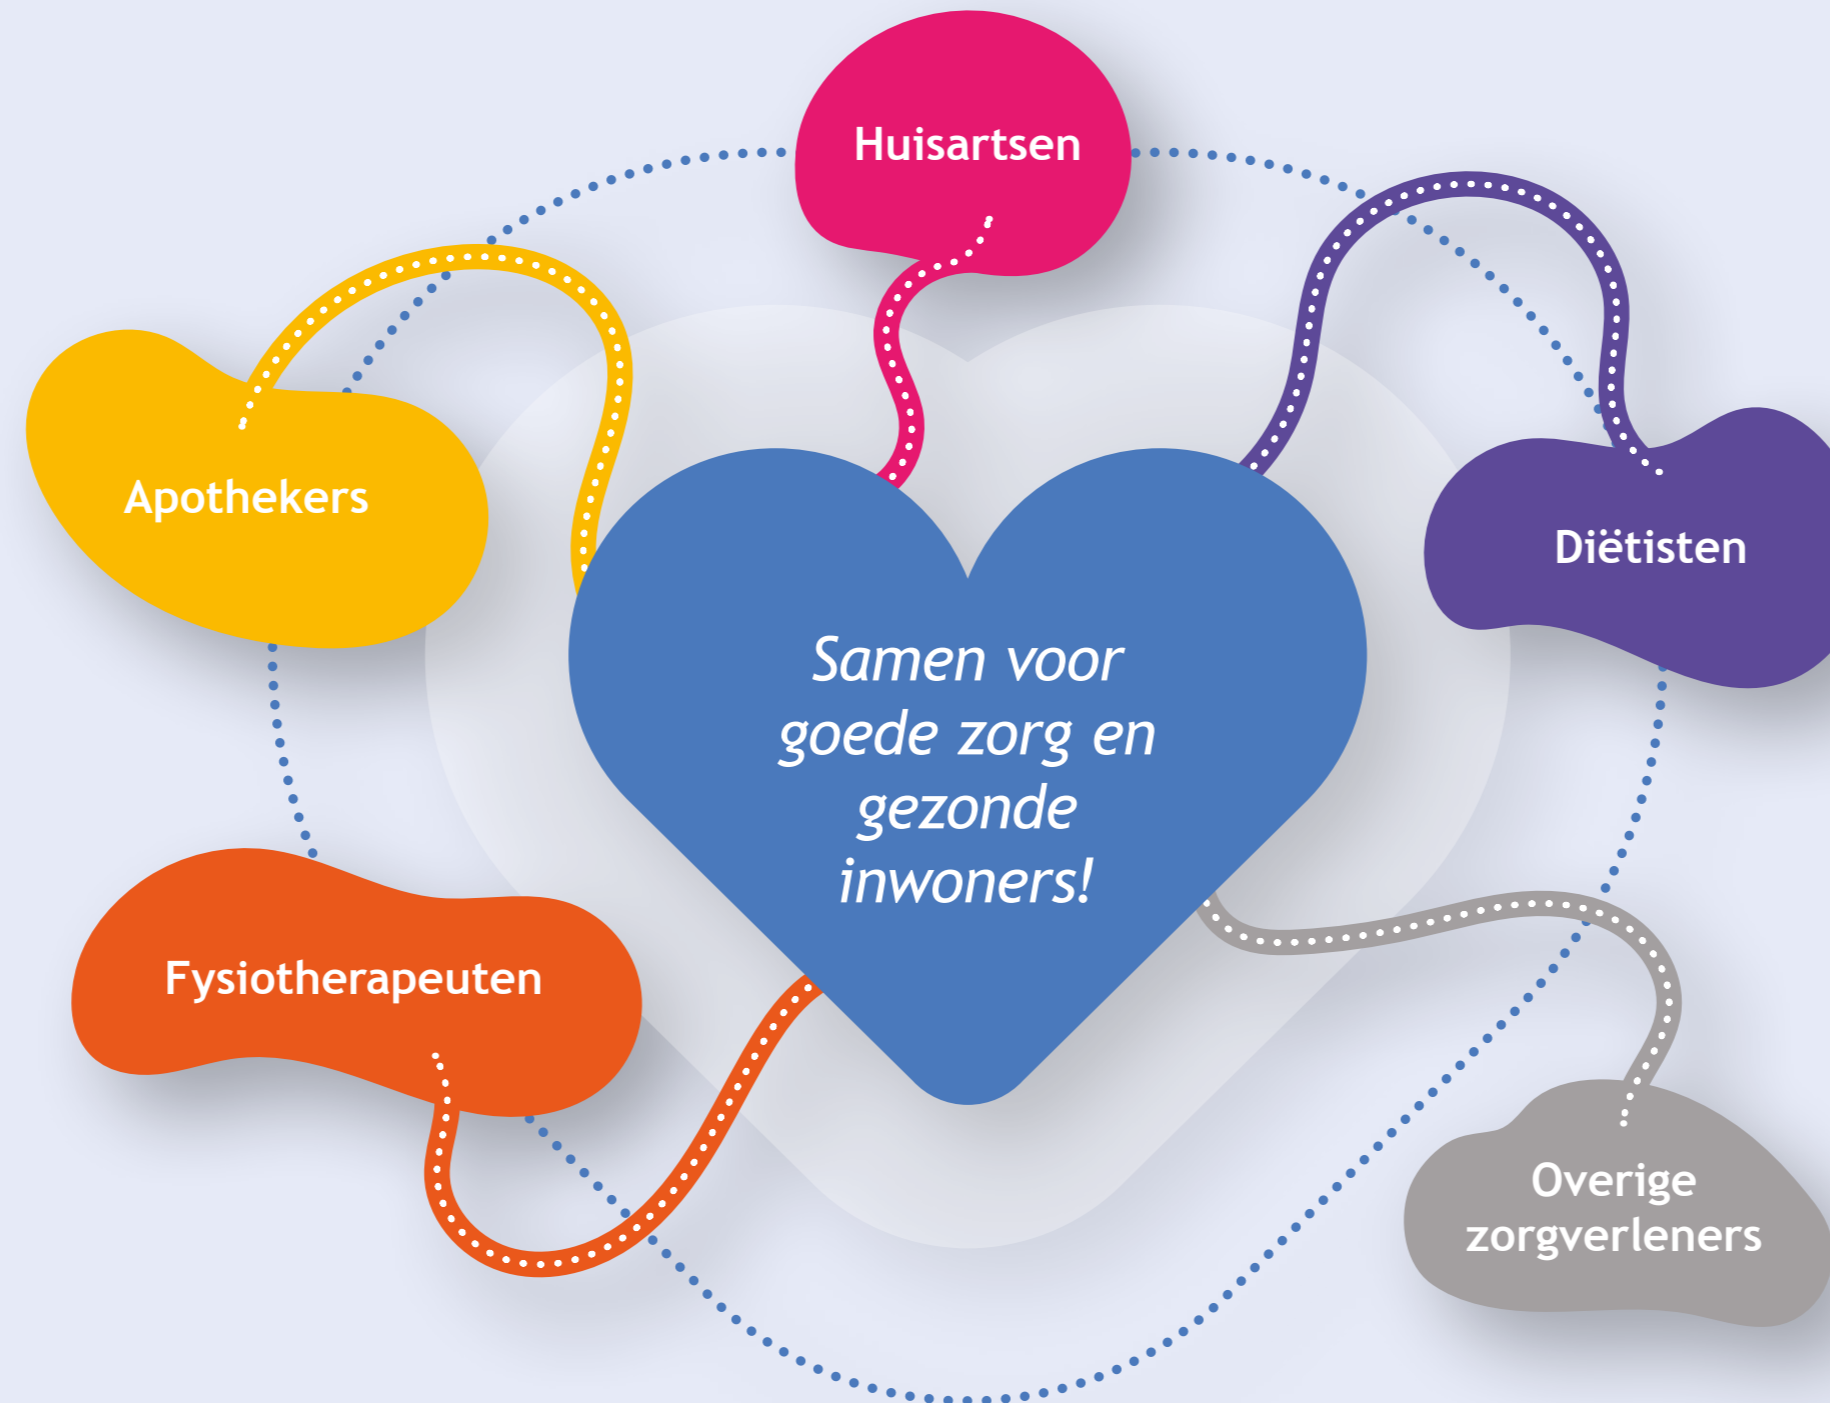 Huisartsen
Apothekers
Diëtisten
Samen voor
goede zorg en
gezonde
inwoners!
Fysiotherapeuten
Overige
zorgverleners